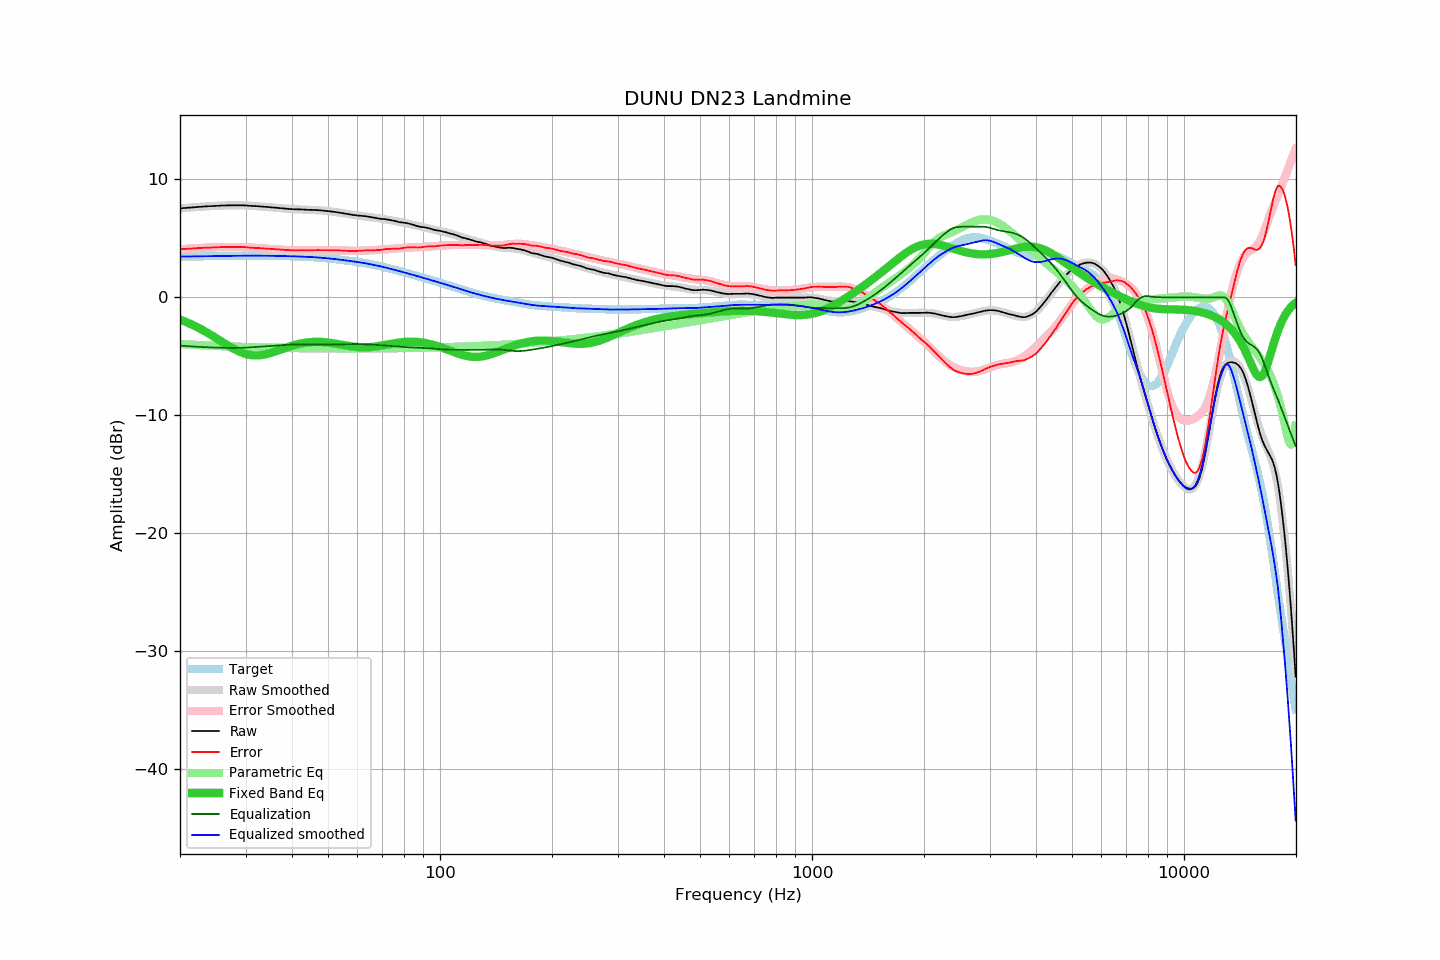 DUNU DN23 Landmine
10
0
−10
−20
−30
−40
Amplitude (dBr)
Target
Raw Smoothed
Error Smoothed
Raw
Error
Parametric Eq
Fixed Band Eq
Equalization
Equalized smoothed
100
1000
10000
Frequency (Hz)